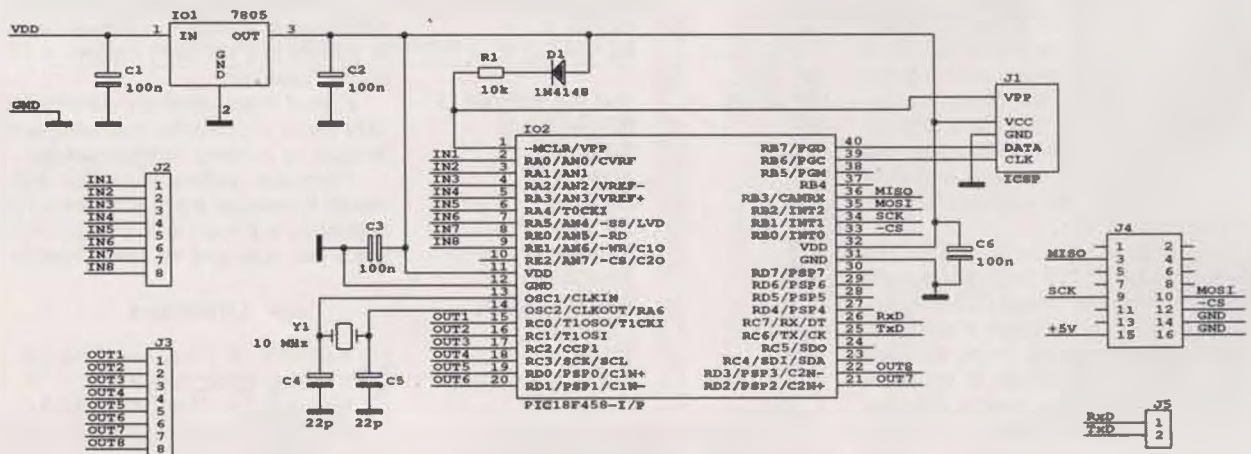 VDD
GND
IO1 7805
1 IN OUT 3
GND
2
C1
100n
C2
100n
R1
10k
D1
1N4148
J1
VPP
VCC
GND
DATA
CLK
ICSP
J2
IN1 1
IN2 2
IN3 3
IN4 4
IN5 5
IN6 6
IN7 7
IN8 8
J3
OUT1 1
OUT2 2
OUT3 3
OUT4 4
OUT5 5
OUT6 6
OUT7 7
OUT8 8
C3
100n
Y1
10 MHz
C4
22p
C5
22p
IO2
1 -MCLR/VPP
IN1 2 RA0/AN0/CVRF
IN2 3 RA1/AN1
IN3 4 RA2/AN2/VREF-
IN4 5 RA3/AN3/VREF+
IN5 6 RA4/T0CKI
IN6 7 RA5/AN4/-SS/LVD
IN7 8 RE0/AN5/-RD
IN8 9 RE1/AN6/-WR/C1O
10 RE2/AN7/-CS/C2O
11 VDD
12 GND
13 OSC1/CLKIN
14 OSC2/CLKOUT/RA6
OUT1 15 RC0/T1OSO/T1CKI
OUT2 16 RC1/T1OSI
OUT3 17 RC2/CCP1
OUT4 18 RC3/SCK/SCL
OUT5 19 RD0/PSP0/C1N+
OUT6 20 RD1/PSP1/C1N-
RB7/PGD 40
RB6/PGC 39
RB5/PGM 38
RB4 37
RB3/CANRX 36 MISO
RB2/INT2 35 MOSI
RB1/INT1 34 SCK
RB0/INT0 33 -CS
VDD 32
GND 31
RD7/PSP7 30
RD6/PSP6 29
RD5/PSP5 28
RD4/PSP4 27
RC7/RX/DT 26 RxD
RC6/TX/CK 25 TxD
RC5/SDO 24
RC4/SDI/SDA 23
RD3/PSP3/C2N- 22 OUT8
RD2/PSP2/C2N+ 21 OUT7
PIC18F458-I/P
C6
100n
J4
1 2
MISO 3 4
5 6
7 8
SCK 9 10 MOSI
11 12 -CS
13 14 GND
+5V 15 16 GND
J5
RxD 1
TxD 2